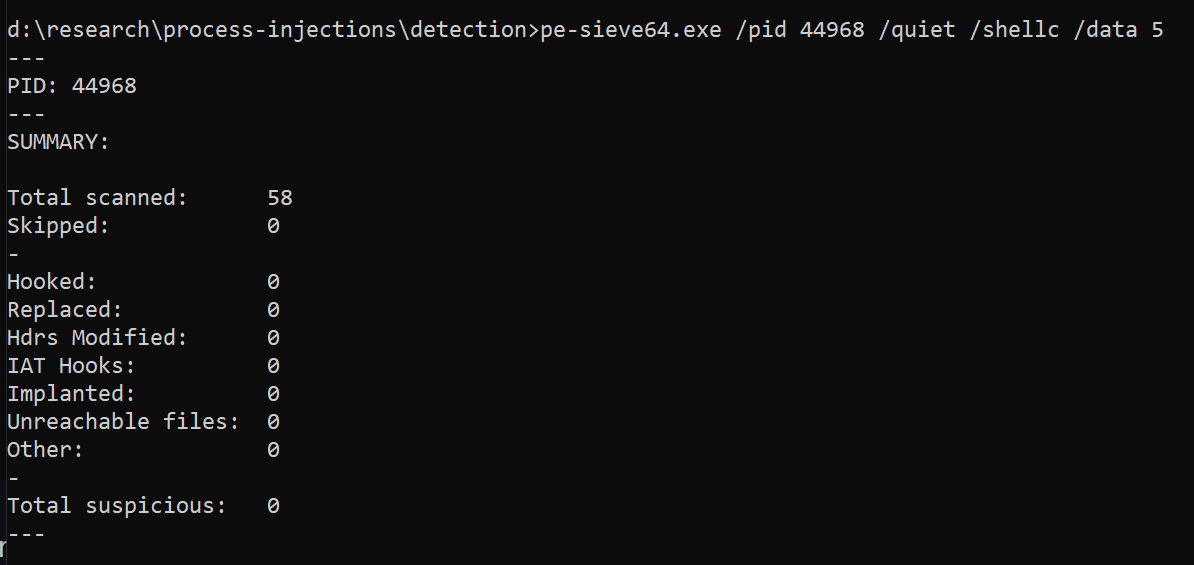 d:\research\process-injections\detection>pe-sieve64.exe /pid 44968 /quiet /shellc /data 5
---
PID: 44968
---
SUMMARY:
Total scanned: 58
Skipped: 0
-
Hooked: 0
Replaced: 0
Hdrs Modified: 0
IAT Hooks: 0
Implanted: 0
Unreachable files: 0
Other: 0
-
Total suspicious: 0
---